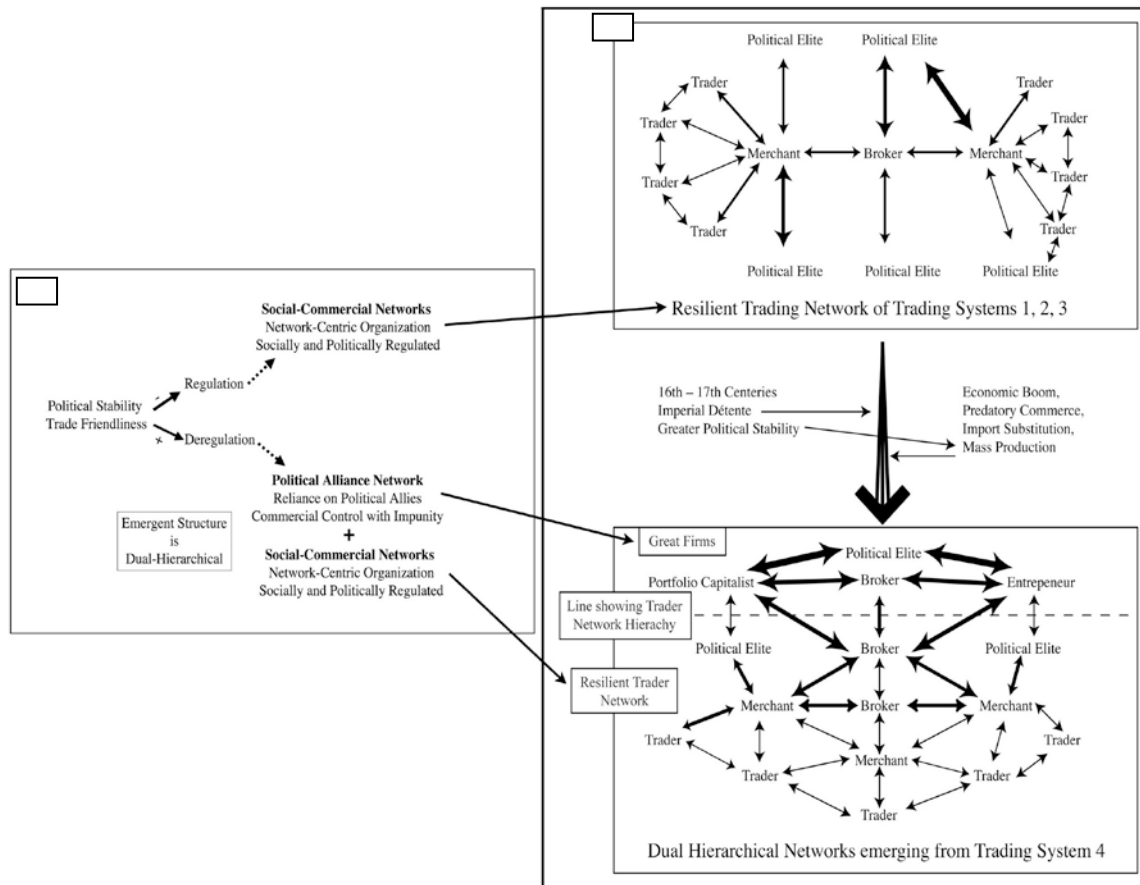 Political Elite
Political Elite
Trader
Trader
Trader
Trader
Merchant
Broker
Merchant
Trader
Trader
Trader
Trader
Political Elite
Political Elite
Political Elite
Resilient Trading Network of Trading Systems 1, 2, 3
Social-Commercial Networks
Network-Centric Organization
Socially and Politically Regulated
-
Regulation
Political Stability
Trade Friendliness
+
Deregulation
Political Alliance Network
Reliance on Political Allies
Commercial Control with Impunity
+
Social-Commercial Networks
Network-Centric Organization
Socially and Politically Regulated
Emergent Structure
is
Dual-Hierarchical
16th – 17th Centuries
Imperial Détente
Greater Political Stability
Economic Boom,
Predatory Commerce,
Import Substitution,
Mass Production
Great Firms
Political Elite
Portfolio Capitalist
Broker
Entrepeneur
Line showing Trader
Network Hierachy
Political Elite
Broker
Political Elite
Resilient Trader
Network
Merchant
Broker
Merchant
Trader
Trader
Trader
Merchant
Trader
Trader
Dual Hierarchical Networks emerging from Trading System 4